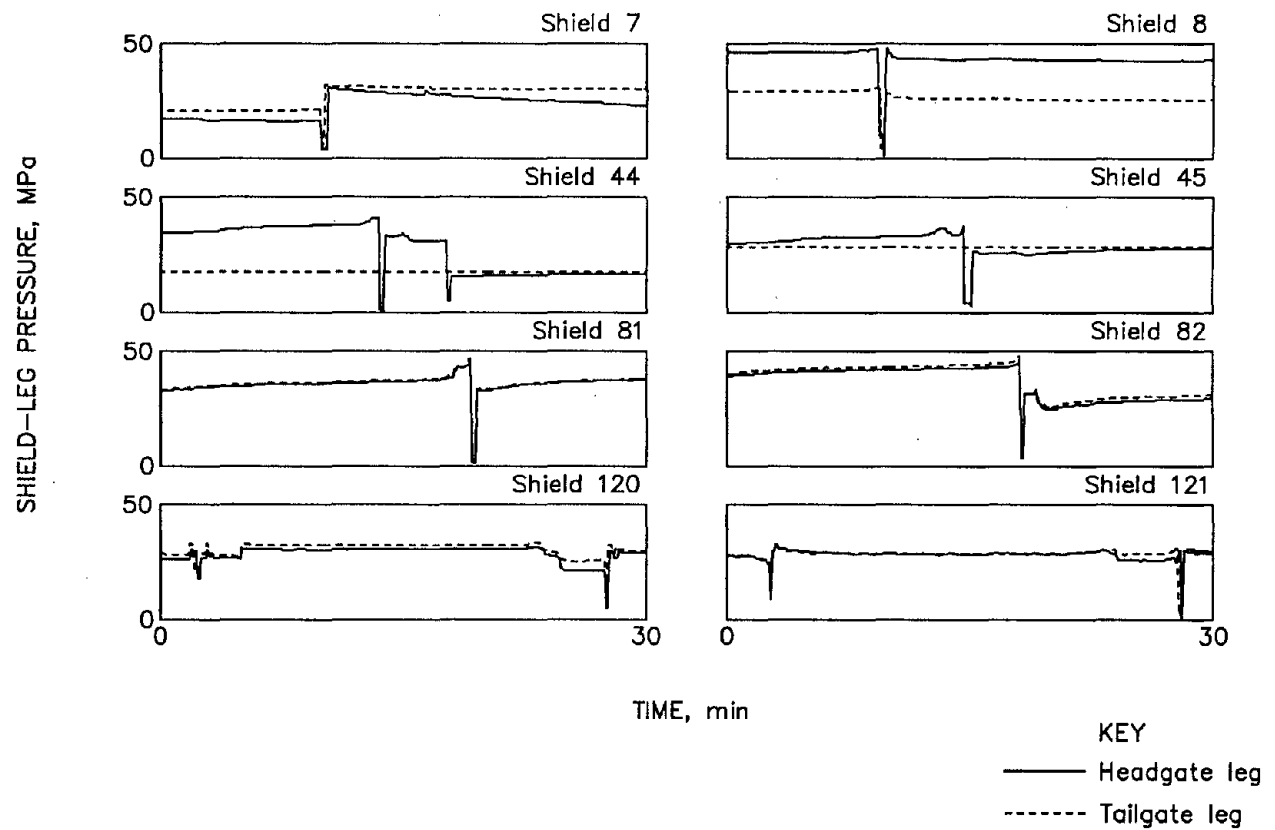 Shield 7
Shield 8
50
0
Shield 44
Shield 45
50
0
Shield 81
Shield 82
50
0
Shield 120
Shield 121
50
0
0
30
0
30
SHIELD-LEG PRESSURE, MPa
TIME, min
KEY
Headgate leg
Tailgate leg